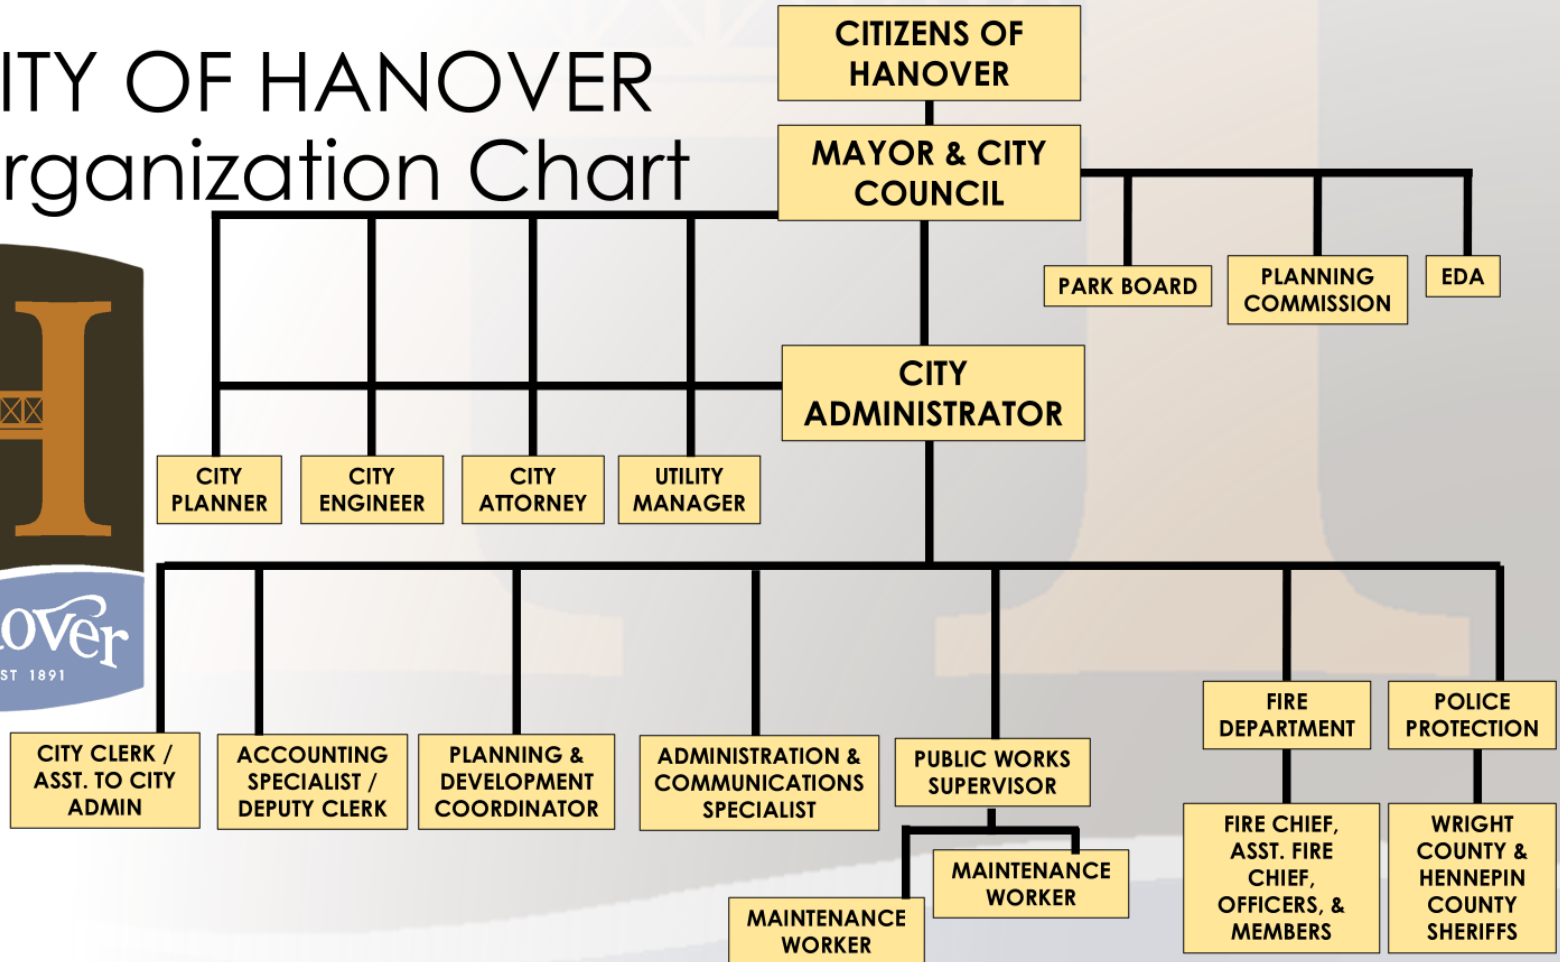 ITY OF HANOVER
rganization Chart
CITIZENS OF
HANOVER
MAYOR & CITY
COUNCIL
PARK BOARD
PLANNING
COMMISSION
EDA
CITY
ADMINISTRATOR
CITY
PLANNER
CITY
ENGINEER
CITY
ATTORNEY
UTILITY
MANAGER
H
over
ST 1891
CITY CLERK /
ASST. TO CITY
ADMIN
ACCOUNTING
SPECIALIST /
DEPUTY CLERK
PLANNING &
DEVELOPMENT
COORDINATOR
ADMINISTRATION &
COMMUNICATIONS
SPECIALIST
PUBLIC WORKS
SUPERVISOR
MAINTENANCE
WORKER
MAINTENANCE
WORKER
FIRE
DEPARTMENT
FIRE CHIEF,
ASST. FIRE
CHIEF,
OFFICERS, &
MEMBERS
POLICE
PROTECTION
WRIGHT
COUNTY &
HENNEPIN
COUNTY
SHERIFFS